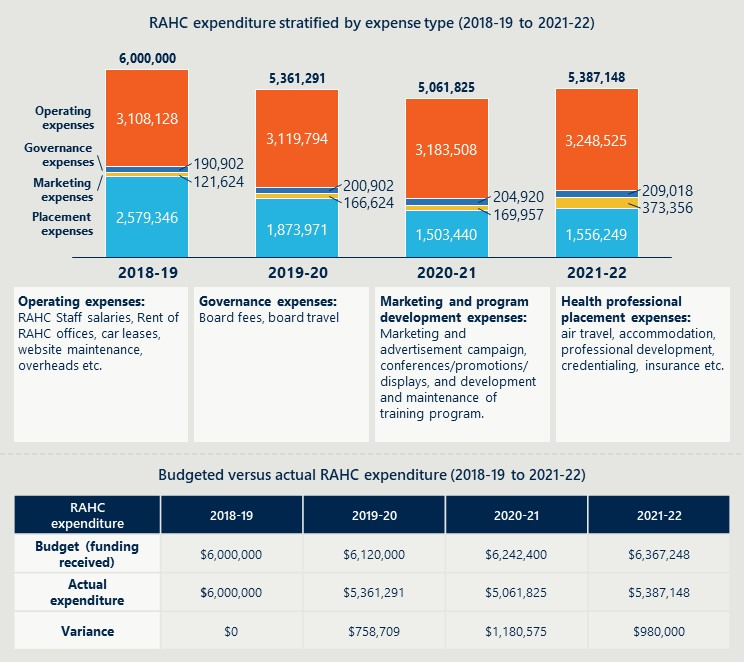 RAHC expenditure stratified by expense type (2018-19 to 2021-22)
6,000,000
5,361,291
5,061,825
5,387,148
Operating
expenses
Governance
expenses
Marketing
expenses
Placement
expenses
3,108,128
190,902
121,624
2,579,346
3,119,794
200,902
166,624
1,873,971
3,183,508
204,920
169,957
1,503,440
3,248,525
209,018
373,356
1,556,249
2018-19
2019-20
2020-21
2021-22
Operating expenses:
RAHC Staff salaries, Rent of
RAHC offices, car leases,
website maintenance,
overheads etc.
Governance expenses:
Board fees, board travel
Marketing and program
development expenses:
Marketing and
advertisement campaign,
conferences/promotions/
displays, and development
and maintenance of
training program.
Health professional
placement expenses:
air travel, accommodation,
professional development,
credentialing, insurance etc.
Budgeted versus actual RAHC expenditure (2018-19 to 2021-22)
RAHC
expenditure
2018-19
2019-20
2020-21
2021-22
Budget (funding
received)
$6,000,000
$6,120,000
$6,242,400
$6,367,248
Actual
expenditure
$6,000,000
$5,361,291
$5,061,825
$5,387,148
Variance
$0
$758,709
$1,180,575
$980,000